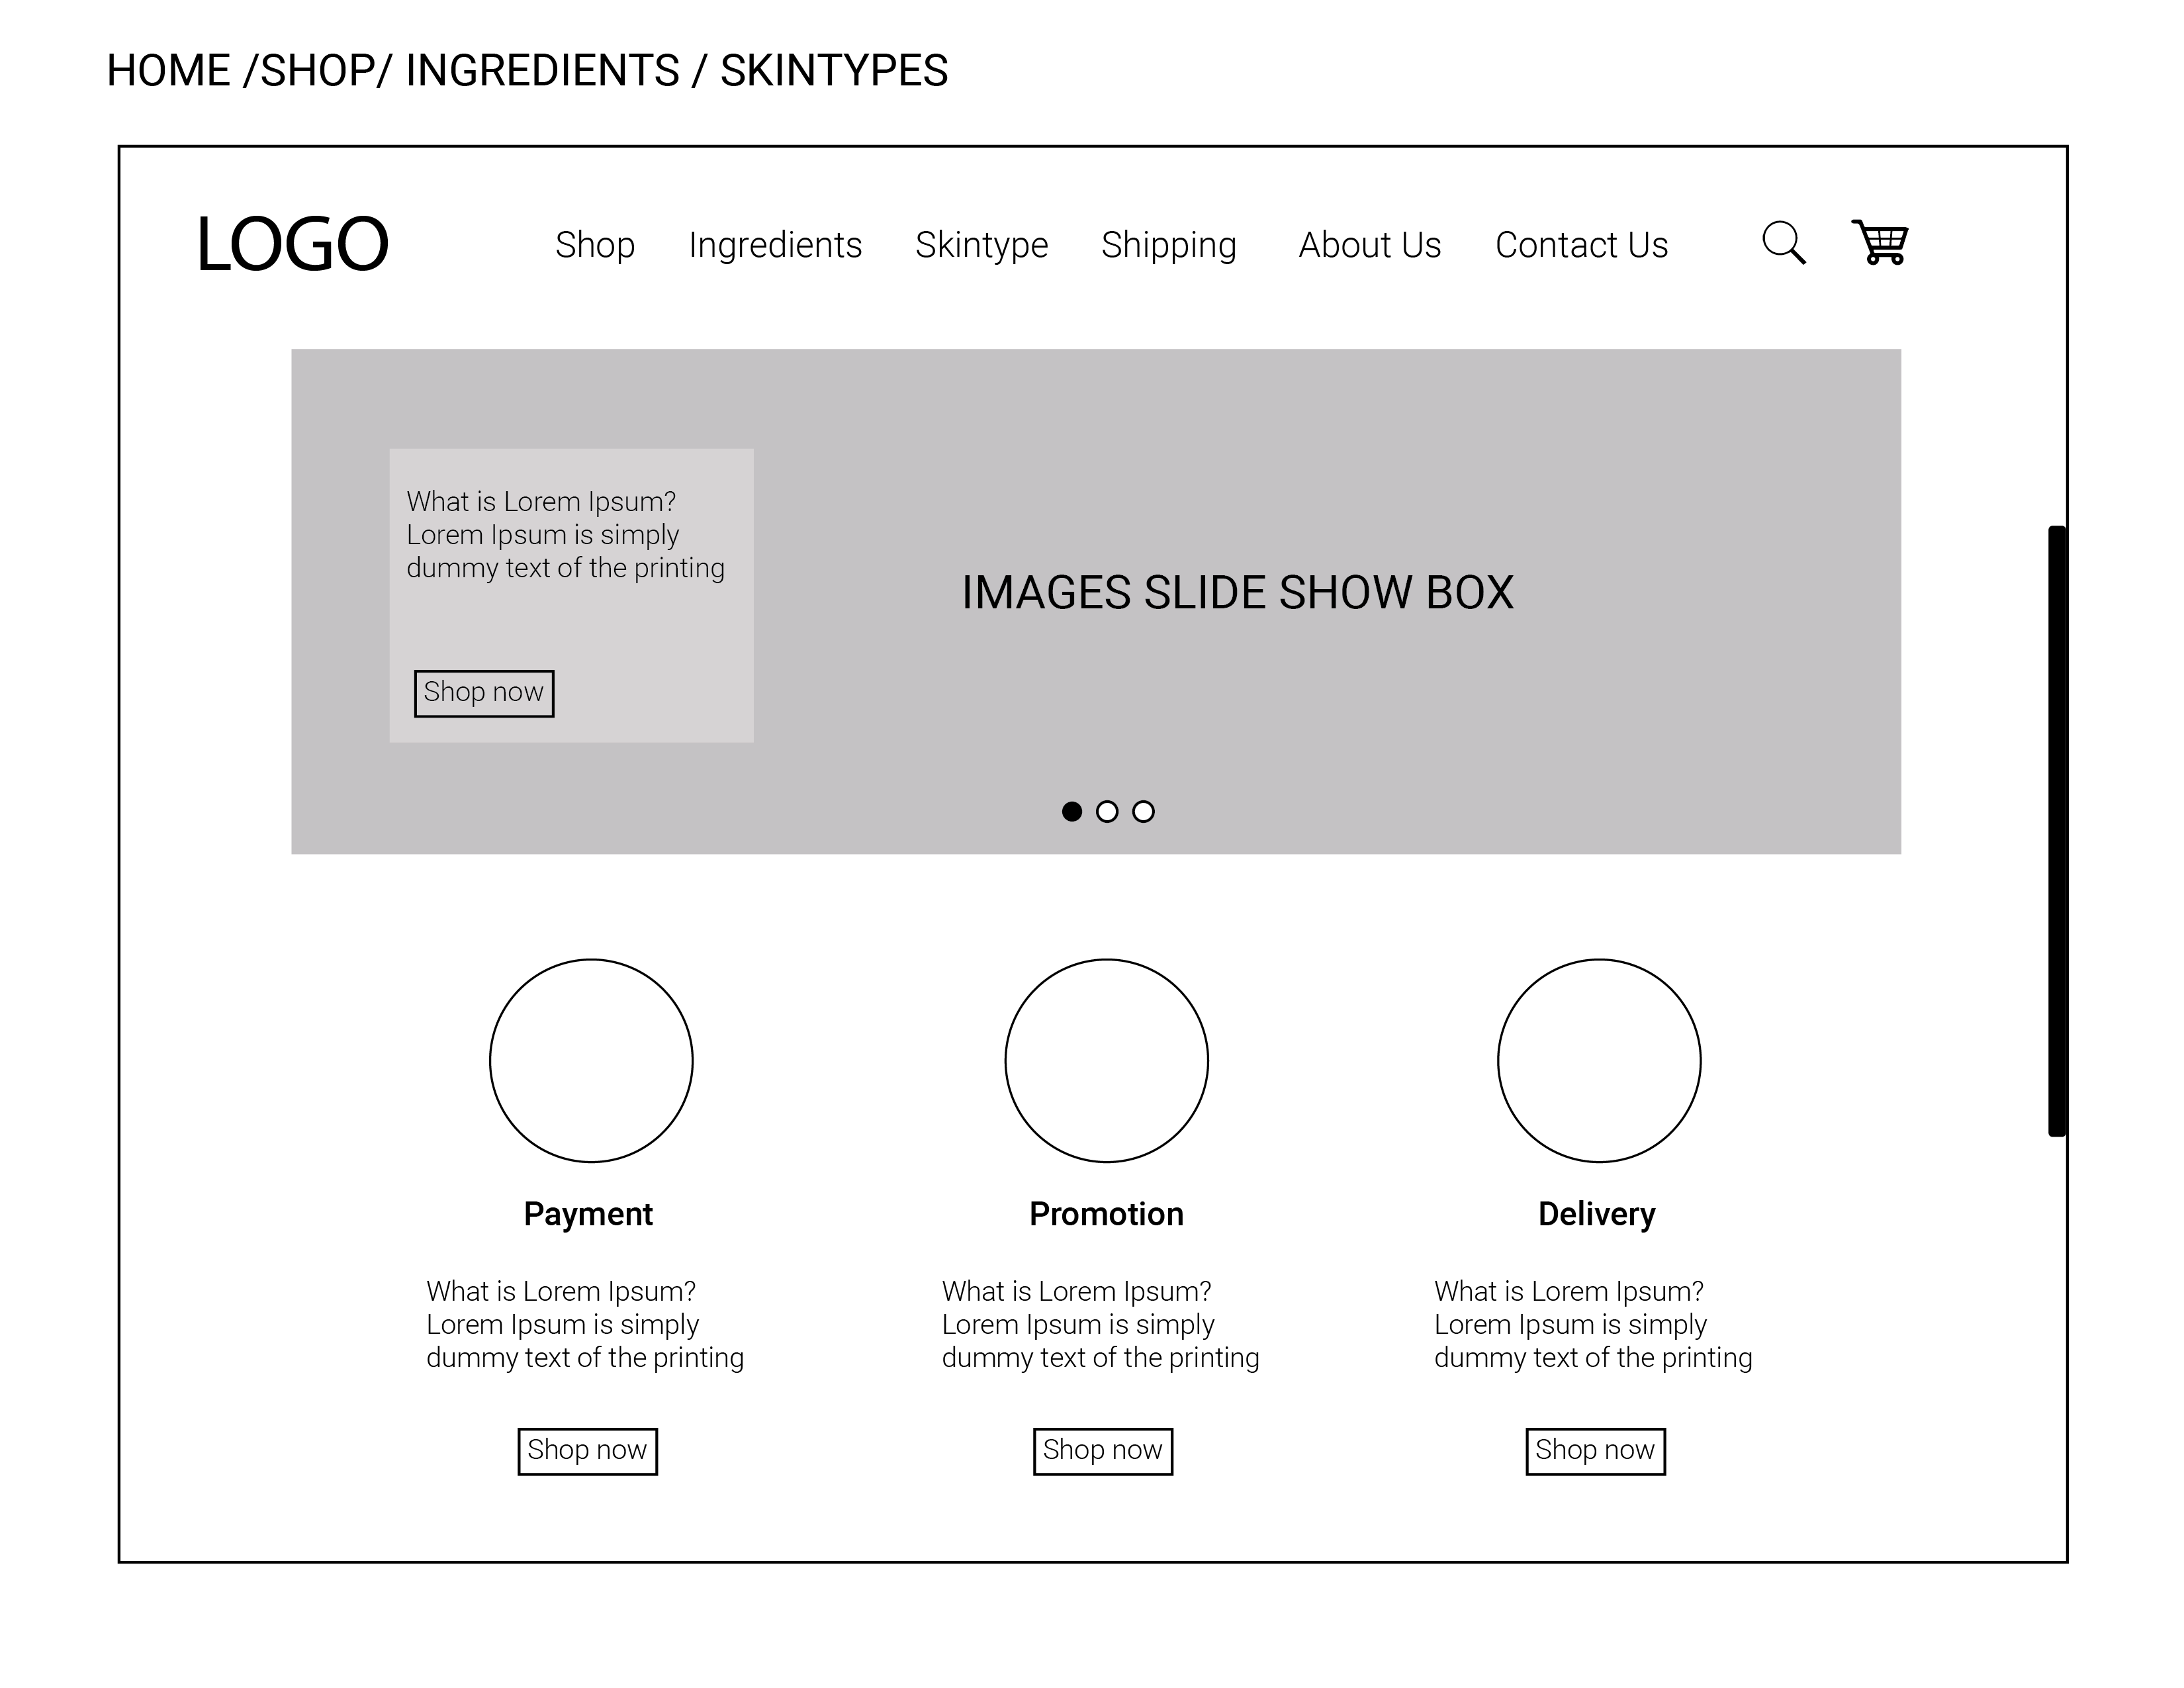 HOME /SHOP/ INGREDIENTS / SKINTYPES
LOGO
Shop Ingredients Skintype Shipping About Us Contact Us
What is Lorem Ipsum?
Lorem Ipsum is simply
dummy text of the printing
Shop now
IMAGES SLIDE SHOW BOX
Payment
What is Lorem Ipsum?
Lorem Ipsum is simply
dummy text of the printing
Shop now
Promotion
What is Lorem Ipsum?
Lorem Ipsum is simply
dummy text of the printing
Shop now
Delivery
What is Lorem Ipsum?
Lorem Ipsum is simply
dummy text of the printing
Shop now